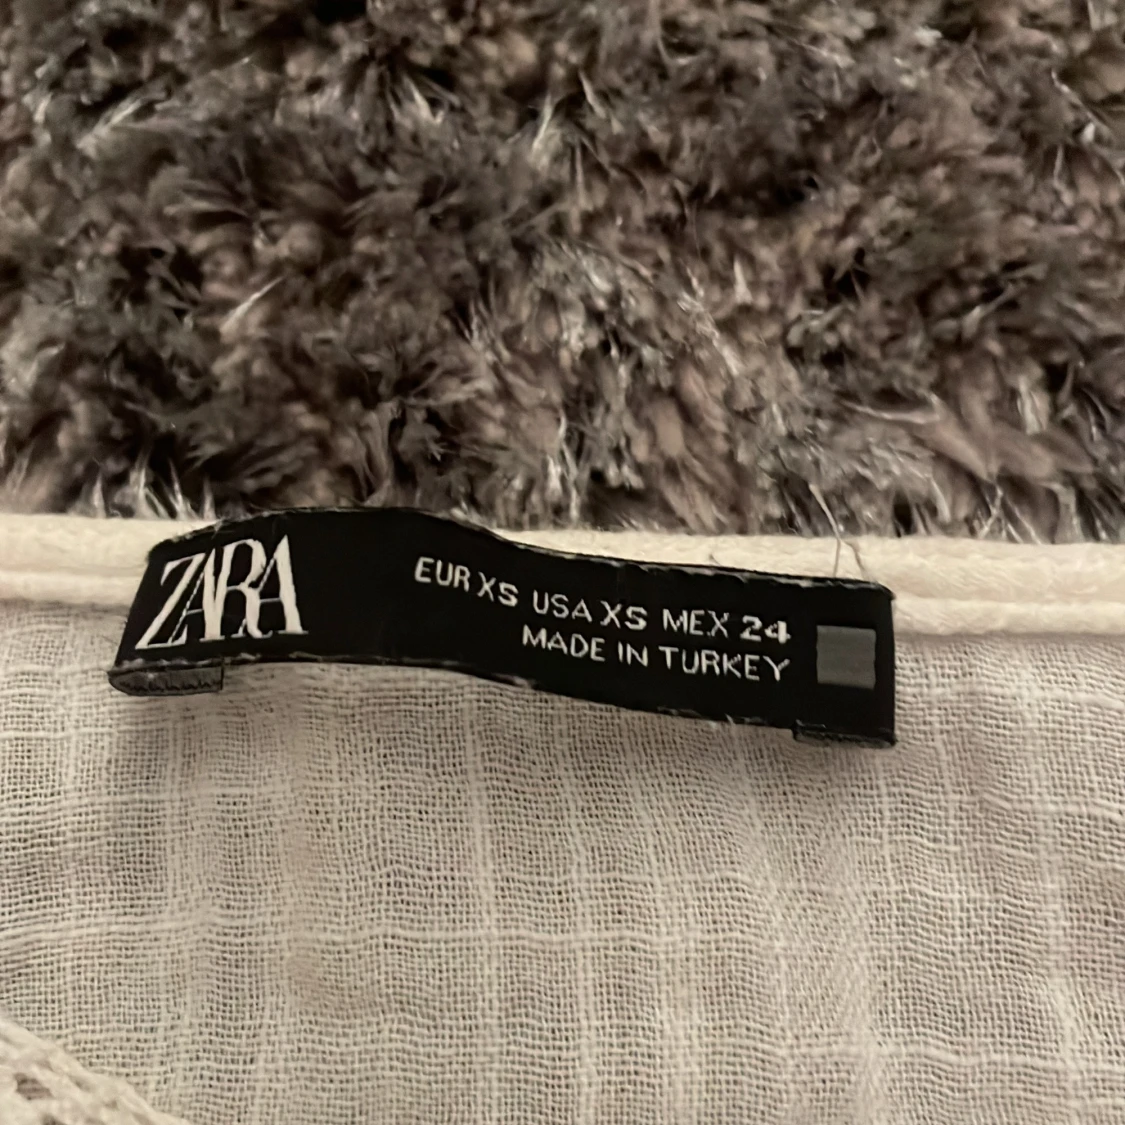 ZARA
EUR XS USA XS MEX 24
MADE IN TURKEY